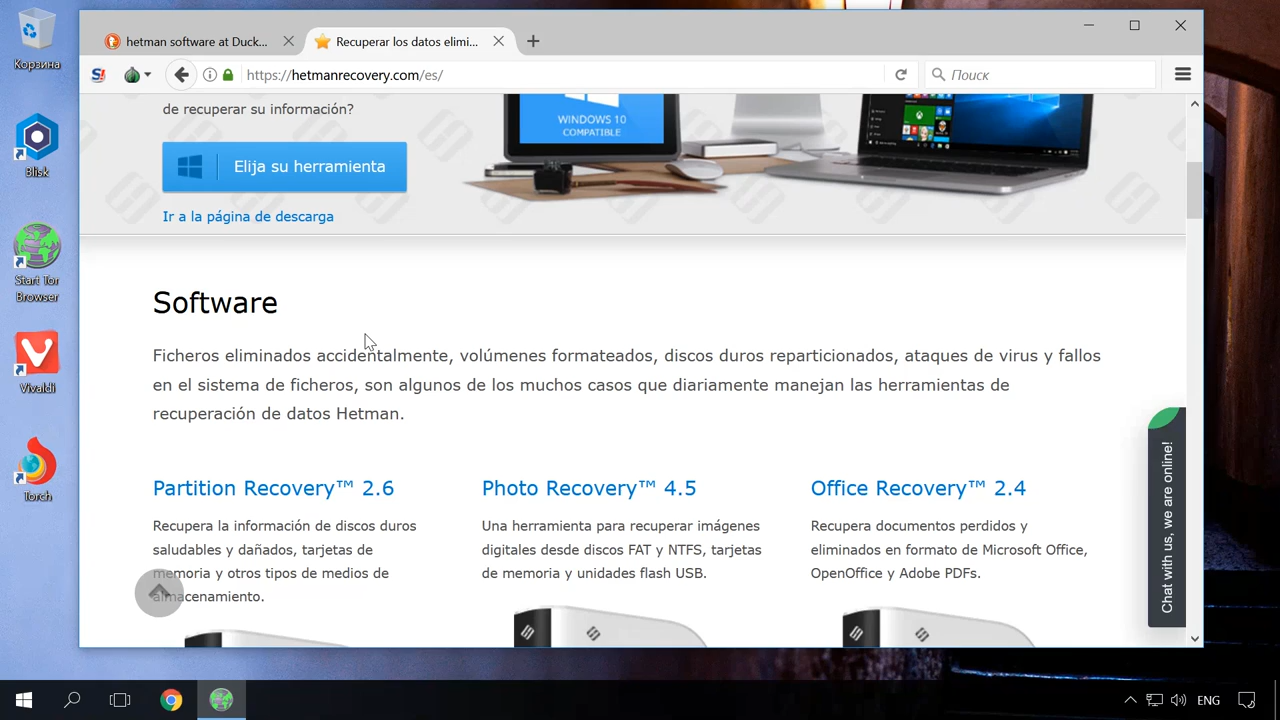 Корзина
Blisk
Start Tor
Browser
Vivaldi
Torch
hetman software at Duck...
Recuperar los datos elimi...
https://hetmanrecovery.com/es/
Поиск
de recuperar su información?
WINDOWS 10
COMPATIBLE
Elija su herramienta
Ir a la página de descarga
Software
Ficheros eliminados accidentalmente, volúmenes formateados, discos duros reparticionados, ataques de virus y fallos
en el sistema de ficheros, son algunos de los muchos casos que diariamente manejan las herramientas de
recuperación de datos Hetman.
Partition Recovery™ 2.6
Recupera la información de discos duros
saludables y dañados, tarjetas de
memoria y otros tipos de medios de
almacenamiento.
Photo Recovery™ 4.5
Una herramienta para recuperar imágenes
digitales desde discos FAT y NTFS, tarjetas
de memoria y unidades flash USB.
Office Recovery™ 2.4
Recupera documentos perdidos y
eliminados en formato de Microsoft Office,
OpenOffice y Adobe PDFs.
Chat with us, we are online!
ENG